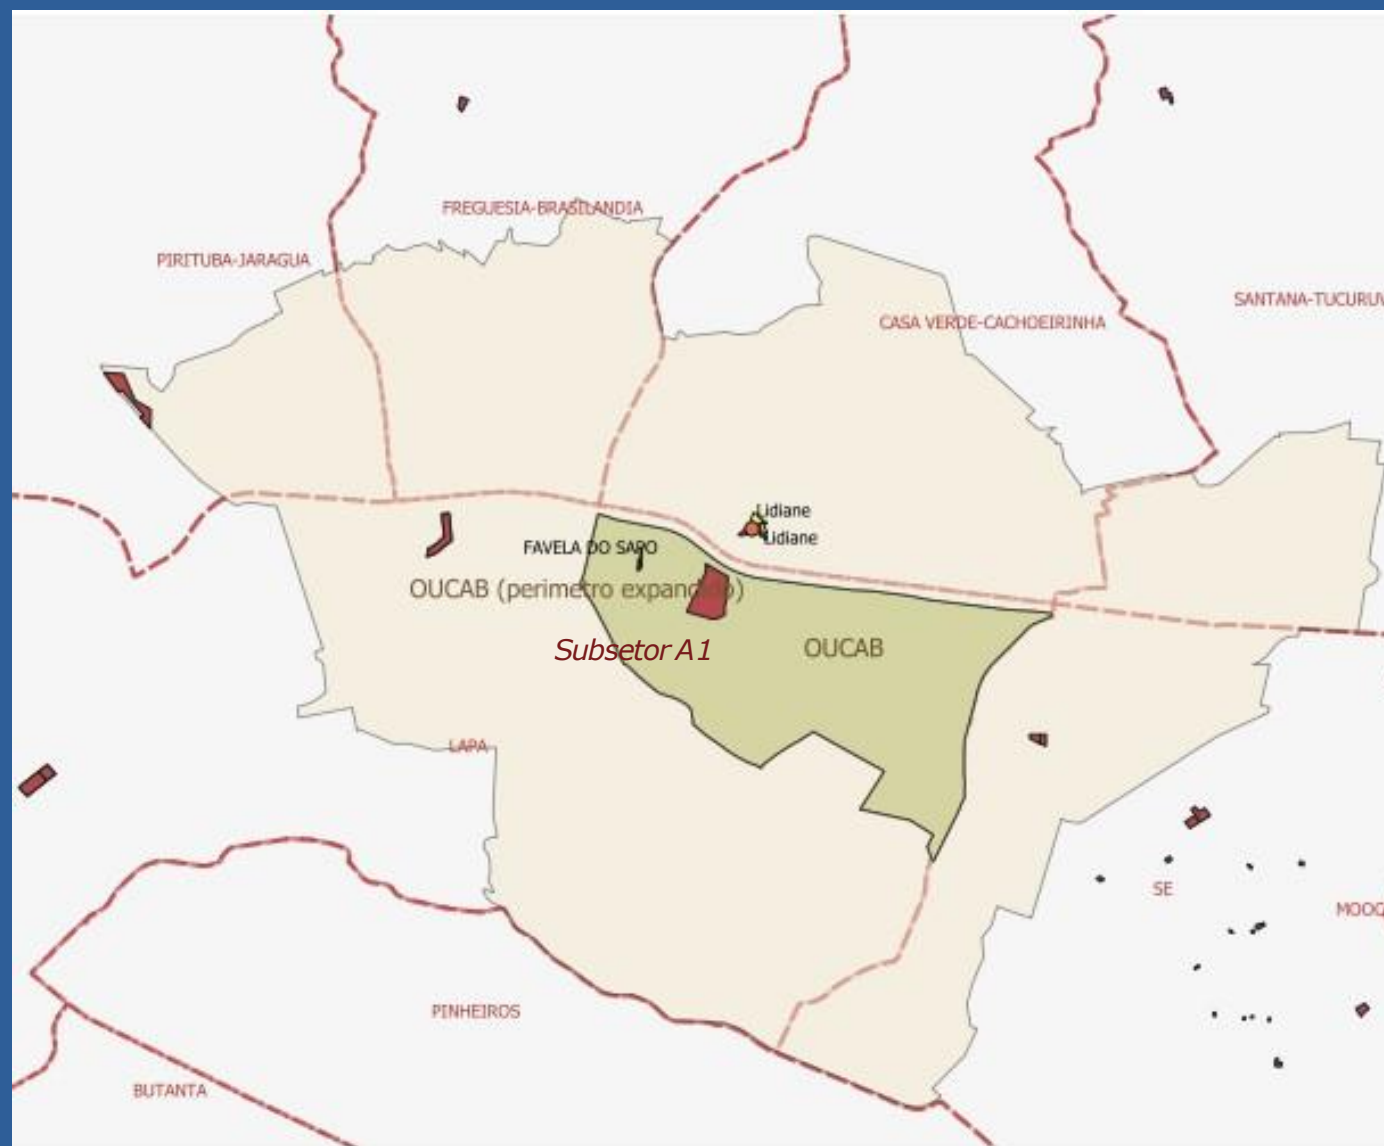 FREGUESIA-BRASILANDIA
PIRITUBA-JARAGUA
SANTANA-TUCURUV
CASA VERDE-CACHOEIRINHA
Lidiane
Lidiane
FAVELA DO SAPO
OUCAB (perimetro expandido)
Subsetor A1
OUCAB
LAPA
SE
MOOC
PINHEIROS
BUTANTA